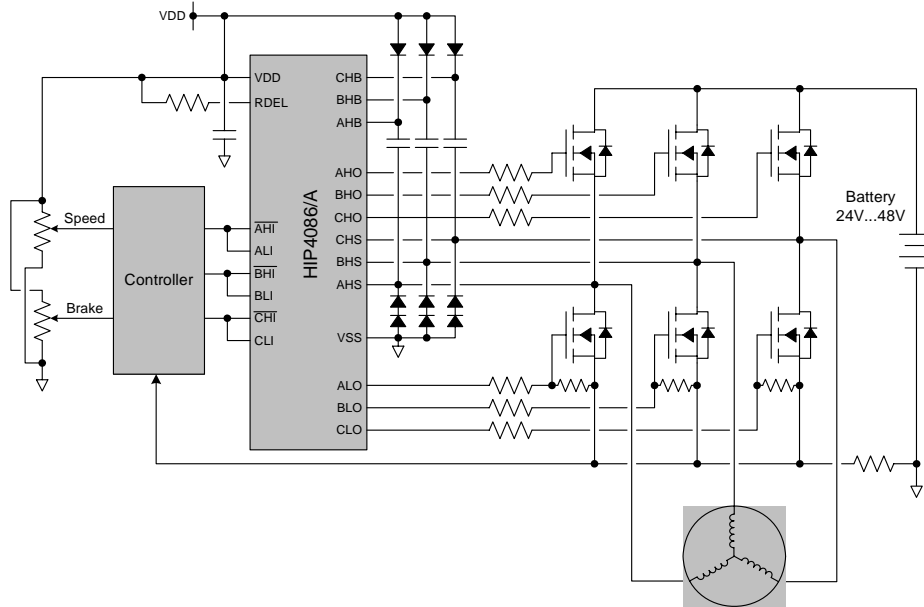 VDD
VDD
RDEL
CHB
BHB
AHB
AHO
BHO
CHO
CHS
BHS
AHS
VSS
ALO
BLO
CLO
HIP4086/A
AHI
ALI
BHI
BLI
CHI
CLI
Controller
Speed
Brake
Battery
24V...48V